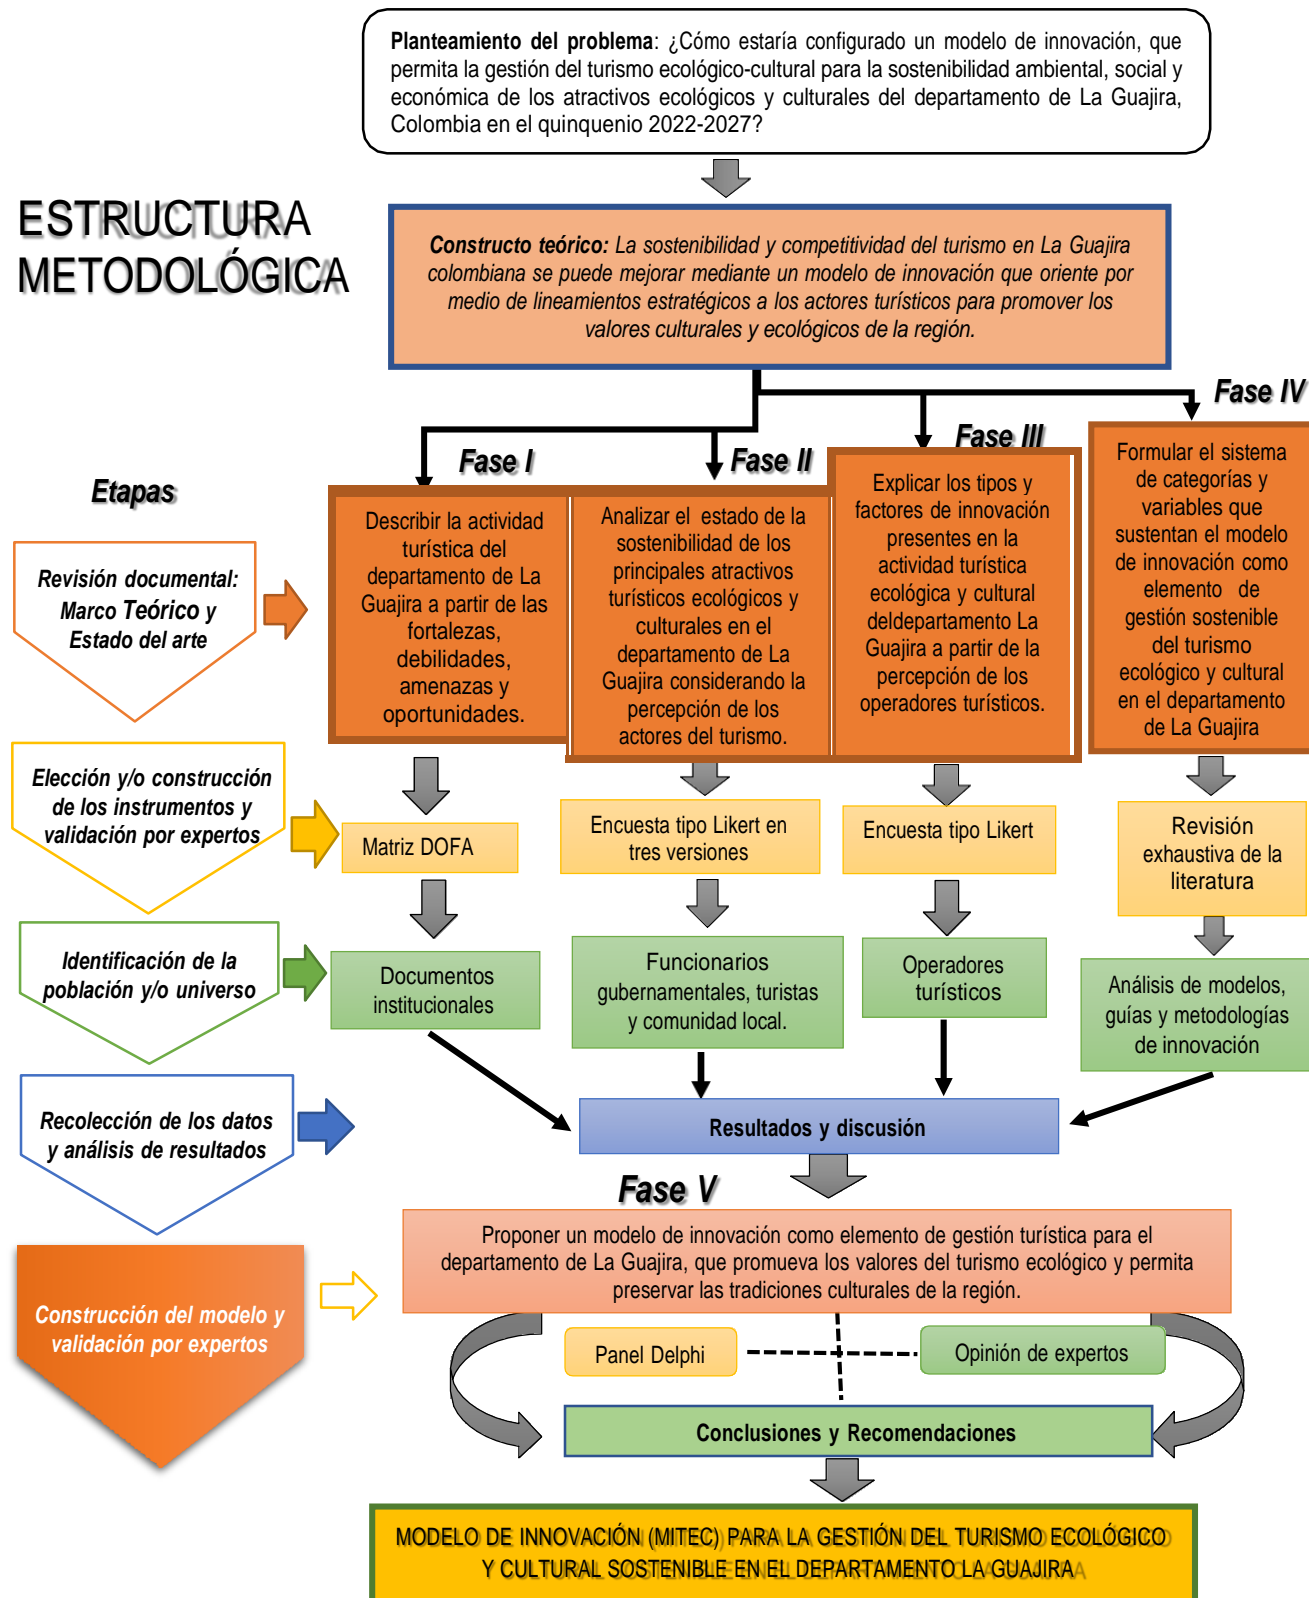 Planteamiento del problema: ¿Cómo estaría configurado un modelo de innovación, que
permita la gestión del turismo ecológico-cultural para la sostenibilidad ambiental, social y
económica de los atractivos ecológicos y culturales del departamento de La Guajira,
Colombia en el quinquenio 2022-2027?
ESTRUCTURA
METODOLÓGICA
Constructo teórico: La sostenibilidad y competitividad del turismo en La Guajira
colombiana se puede mejorar mediante un modelo de innovación que oriente por
medio de lineamientos estratégicos a los actores turísticos para promover los
valores culturales y ecológicos de la región.
Etapas
Fase I
Fase II
Fase III
Fase IV
Revisión documental:
Marco Teórico y
Estado del arte
Describir la actividad
turística del
departamento de La
Guajira a partir de las
fortalezas,
debilidades,
amenazas y
oportunidades.
Analizar el estado de la
sostenibilidad de los
principales atractivos
turísticos ecológicos y
culturales en el
departamento de La
Guajira considerando la
percepción de los
actores del turismo.
Explicar los tipos y
factores de innovación
presentes en la
actividad turística
ecológica y cultural
deldepartamento La
Guajira a partir de la
percepción de los
operadores turísticos.
Formular el sistema
de categorías y
variables que
sustentan el modelo
de innovación como
elemento de
gestión sostenible
del turismo
ecológico y cultural
en el departamento
de La Guajira
Elección y/o construcción
de los instrumentos y
validación por expertos
Matriz DOFA
Encuesta tipo Likert en
tres versiones
Encuesta tipo Likert
Revisión
exhaustiva de la
literatura
Identificación de la
población y/o universo
Documentos
institucionales
Funcionarios
gubernamentales, turistas
y comunidad local.
Operadores
turísticos
Análisis de modelos,
guías y metodologías
de innovación
Recolección de los datos
y análisis de resultados
Resultados y discusión
Fase V
Construcción del modelo y
validación por expertos
Proponer un modelo de innovación como elemento de gestión turística para el
departamento de La Guajira, que promueva los valores del turismo ecológico y permita
preservar las tradiciones culturales de la región.
Panel Delphi
Opinión de expertos
Conclusiones y Recomendaciones
MODELO DE INNOVACIÓN (MITEC) PARA LA GESTIÓN DEL TURISMO ECOLÓGICO
Y CULTURAL SOSTENIBLE EN EL DEPARTAMENTO LA GUAJIRA